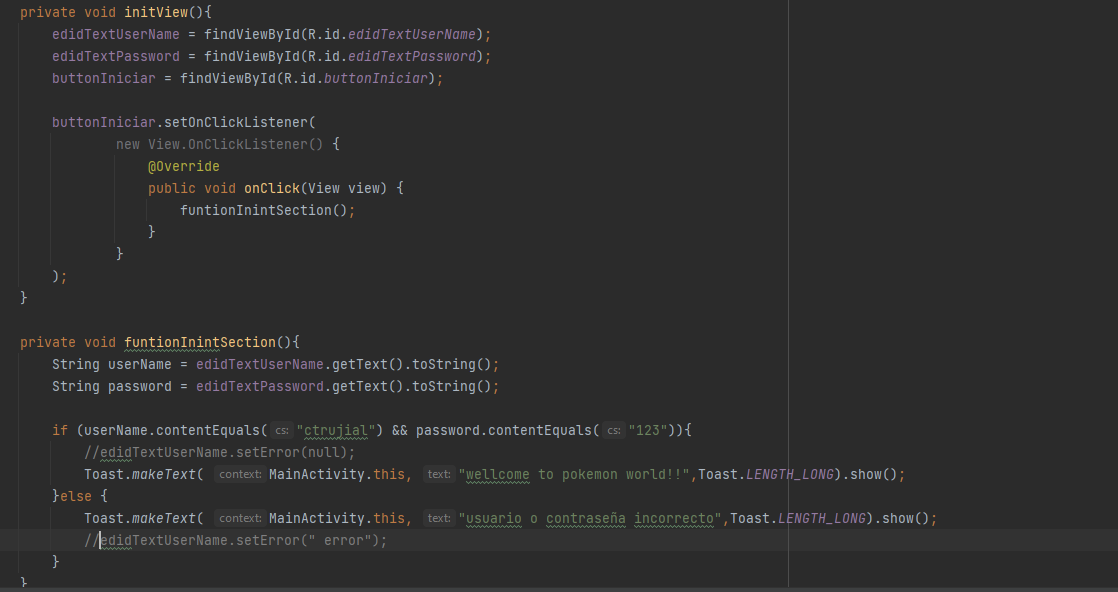 private void initView(){
edidTextUserName = findViewById(R.id.edidTextUserName);
edidTextPassword = findViewById(R.id.edidTextPassword);
buttonIniciar = findViewById(R.id.buttonIniciar);
buttonIniciar.setOnClickListener(
new View.OnClickListener() {
@Override
public void onClick(View view) {
funtionInintSection();
}
}
);
}
private void funtionInintSection(){
String userName = edidTextUserName.getText().toString();
String password = edidTextPassword.getText().toString();
if (userName.contentEquals( cs: "ctrujial") && password.contentEquals( cs: "123")){
//edidTextUserName.setError(null);
Toast.makeText( context: MainActivity.this, text: "wellcome to pokemon world!!",Toast.LENGTH_LONG).show();
}else {
Toast.makeText( context: MainActivity.this, text: "usuario o contraseña incorrecto",Toast.LENGTH_LONG).show();
//edidTextUserName.setError(" error");
}
}